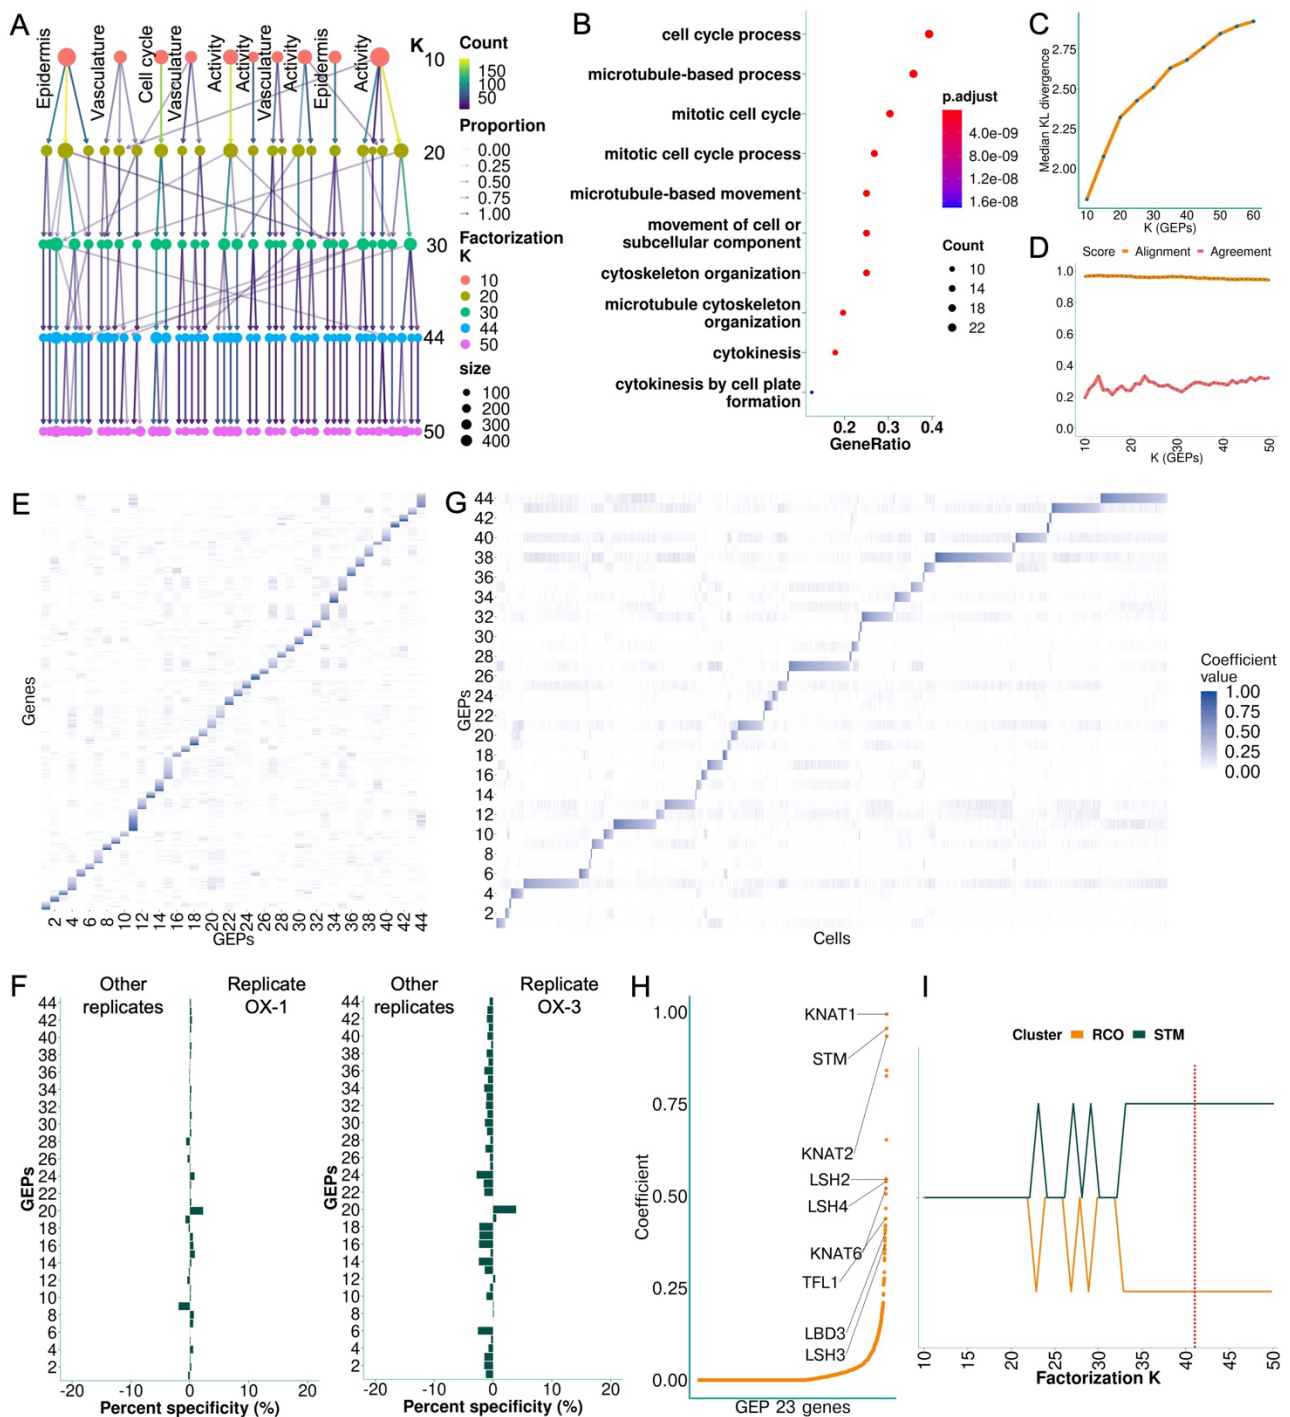 A
Epidermis
Vasculature
Cell cycle
Vasculature
Activity
Activity
Vasculature
Activity
Epidermis
Activity
K
10
20
30
44
50
Count
150
100
50
Proportion
0.00
0.25
0.50
0.75
1.00
Factorization
K
10
20
30
44
50
size
100
200
300
400
B
cell cycle process
microtubule-based process
mitotic cell cycle
mitotic cell cycle process
microtubule-based movement
movement of cell or
subcellular component
cytoskeleton organization
microtubule cytoskeleton
organization
cytokinesis
cytokinesis by cell plate
formation
0.2 0.3 0.4
GeneRatio
p.adjust
4.0e-09
8.0e-09
1.2e-08
1.6e-08
Count
10
14
18
22
C
Median KL divergence
2.75
2.50
2.25
2.00
10 20 30 40 50 60
K (GEPs)
D
Score Alignment Agreement
1.0
0.8
0.6
0.4
0.2
0.0
10 20 30 40 50
K (GEPs)
E
Genes
2 4 6 8 10 12 14 16 18 20 22 24 26 28 30 32 34 36 38 40 42 44
GEPs
G
GEPs
44
42
40
38
36
34
32
30
28
26
24
22
20
18
16
14
12
10
8
6
4
2
Cells
Coefficient
value
1.00
0.75
0.50
0.25
0.00
F
Other
replicates
Replicate
OX-1
GEPs
44
42
40
38
36
34
32
30
28
26
24
22
20
18
16
14
12
10
8
6
4
2
-20 -10 0 10 20
Percent specificity (%)
Other
replicates
Replicate
OX-3
GEPs
44
42
40
38
36
34
32
30
28
26
24
22
20
18
16
14
12
10
8
6
4
2
-20 -10 0 10 20
Percent specificity (%)
H
Coefficient
1.00
0.75
0.50
0.25
0.00
KNAT1
STM
KNAT2
LSH2
LSH4
KNAT6
TFL1
LBD3
LSH3
GEP 23 genes
I
Cluster RCO STM
0.75
0.50
0.25
10 15 20 25 30 35 40 45 50
Factorization K